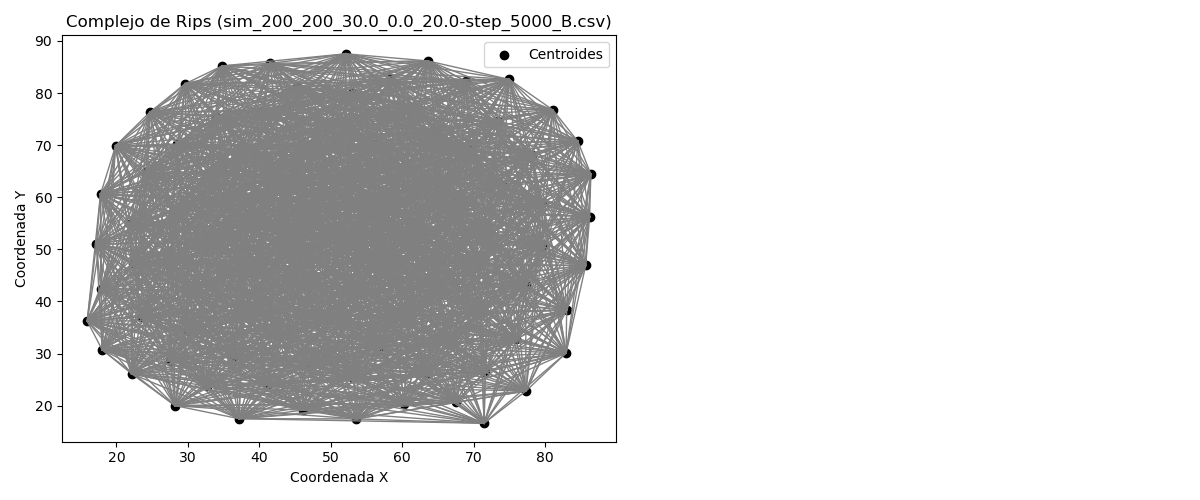 Complejo de Rips (sim_200_200_30.0_0.0_20.0-step_5000_B.csv)
Centroides
90
80
70
60
50
40
30
20
Coordenada Y
20 30 40 50 60 70 80
Coordenada X